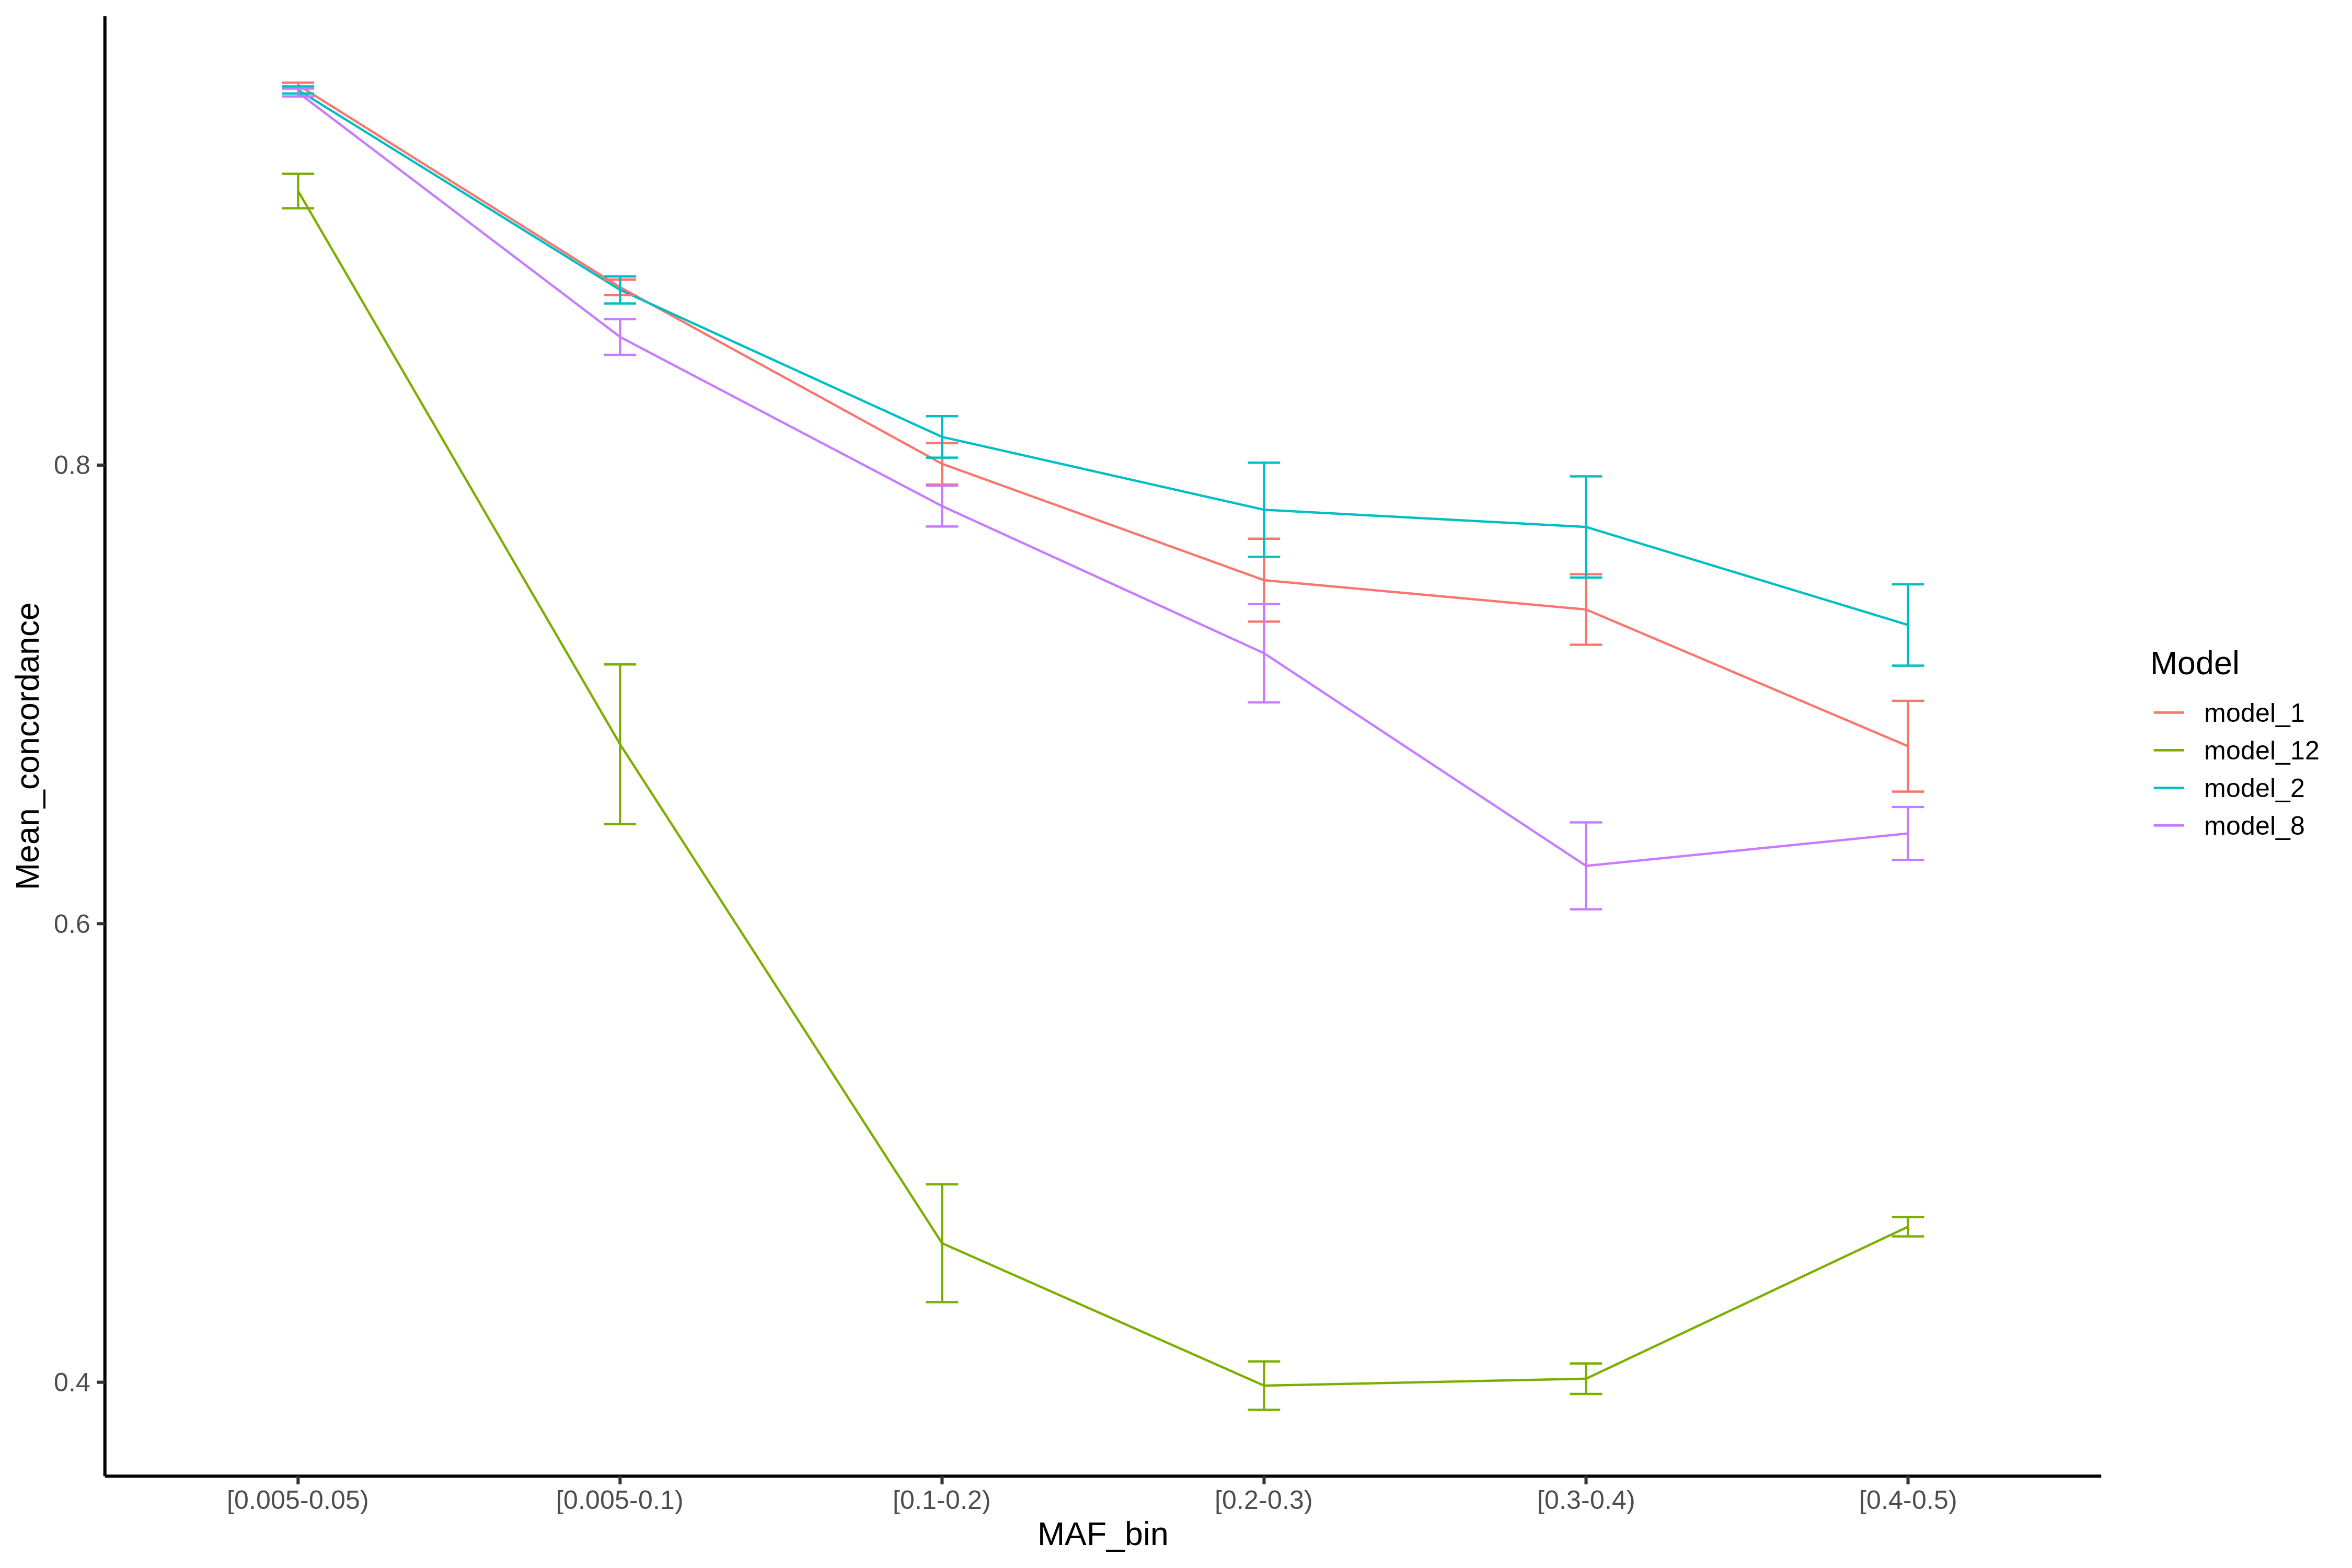 Mean_concordance
0.8
0.6
0.4
[0.005-0.05)
[0.005-0.1)
[0.1-0.2)
[0.2-0.3)
[0.3-0.4)
[0.4-0.5)
MAF_bin
Model
model_1
model_12
model_2
model_8